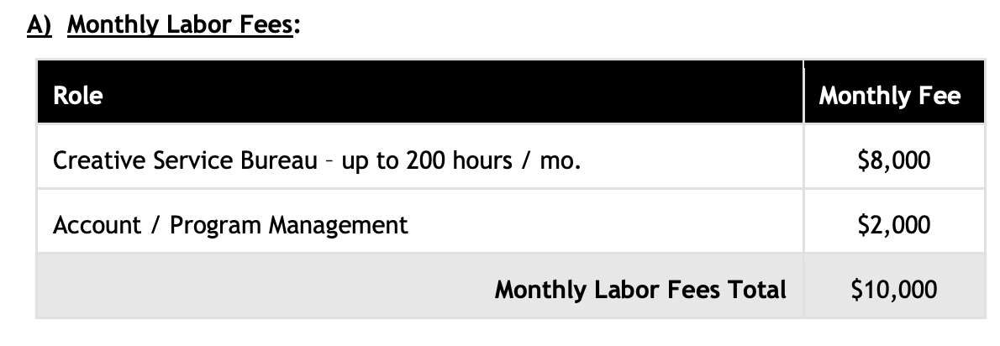 A) Monthly Labor Fees:
Role Monthly Fee
Creative Service Bureau – up to 200 hours / mo. $8,000
Account / Program Management $2,000
Monthly Labor Fees Total $10,000